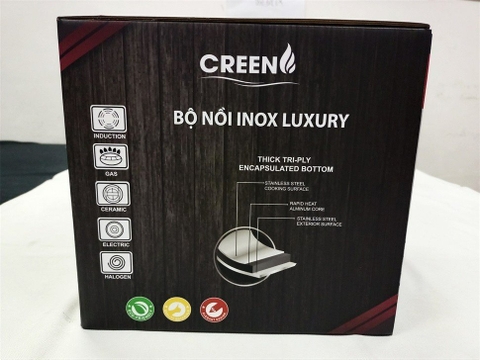 CREEN
BỘ NỒI INOX LUXURY
THICK TRI-PLY
ENCAPSULATED BOTTOM
STAINLESS STEEL
COOKING SURFACE
RAPID HEAT
ALUMINUM CORE
STAINLESS STEEL
EXTERIOR SURFACE
INDUCTION
GAS
CERAMIC
ELECTRIC
HALOGEN